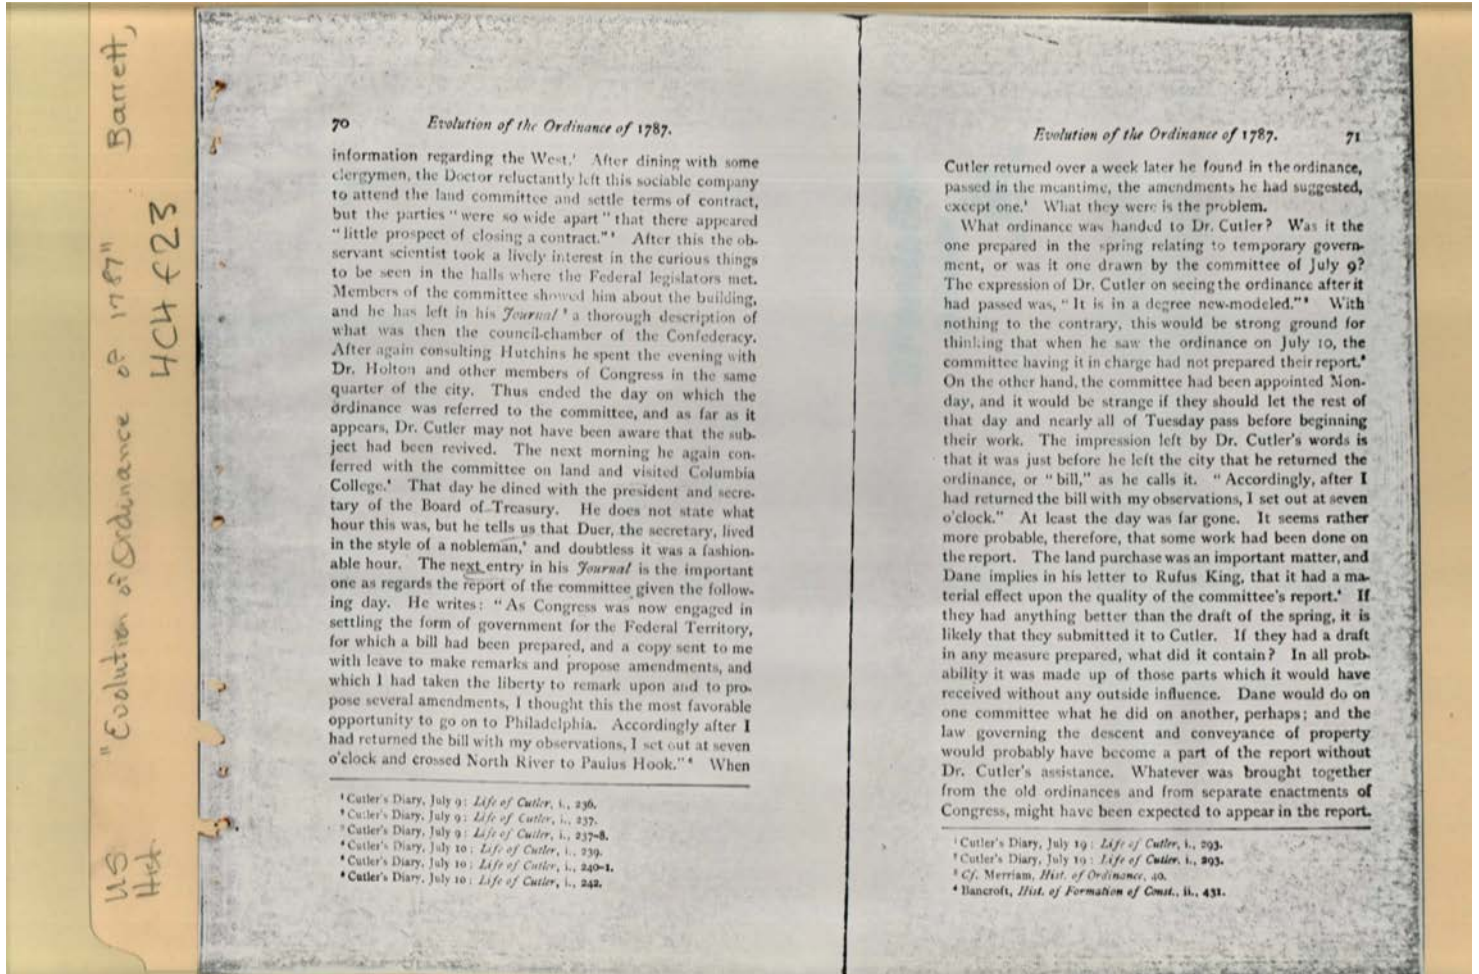 US Hist. "Evolution of Ordinance of 1787" Barrett,
4CH f23
70 Evolution of the Ordinance of 1787.
information regarding the West.¹ After dining with some
clergymen, the Doctor reluctantly left this sociable company
to attend the land committee and settle terms of contract,
but the parties "were so wide apart" that there appeared
"little prospect of closing a contract."² After this the ob-
servant scientist took a lively interest in the curious things
to be seen in the halls where the Federal legislators met.
Members of the committee showed him about the building,
and he has left in his Journal ³ a thorough description of
what was then the council-chamber of the Confederacy.
After again consulting Hutchins he spent the evening with
Dr. Holton and other members of Congress in the same
quarter of the city. Thus ended the day on which the
ordinance was referred to the committee, and as far as it
appears, Dr. Cutler may not have been aware that the sub-
ject had been revived. The next morning he again con-
ferred with the committee on land and visited Columbia
College.⁴ That day he dined with the president and secre-
tary of the Board of Treasury. He does not state what
hour this was, but he tells us that Duer, the secretary, lived
in the style of a nobleman,⁵ and doubtless it was a fashion-
able hour. The next entry in his Journal is the important
one as regards the report of the committee given the follow-
ing day. He writes: "As Congress was now engaged in
settling the form of government for the Federal Territory,
for which a bill had been prepared, and a copy sent to me
with leave to make remarks and propose amendments, and
which I had taken the liberty to remark upon and to pro-
pose several amendments, I thought this the most favorable
opportunity to go on to Philadelphia. Accordingly after I
had returned the bill with my observations, I set out at seven
o'clock and crossed North River to Paulus Hook."⁶ When
¹ Cutler's Diary, July 9: Life of Cutler, i., 236.
² Cutler's Diary, July 9: Life of Cutler, i., 237.
³ Cutler's Diary, July 9: Life of Cutler, i., 237-8.
⁴ Cutler's Diary, July 10: Life of Cutler, i., 239.
⁵ Cutler's Diary, July 10: Life of Cutler, i., 240-1.
⁶ Cutler's Diary, July 10: Life of Cutler, i., 242.
Evolution of the Ordinance of 1787. 71
Cutler returned over a week later he found in the ordinance,
passed in the meantime, the amendments he had suggested,
except one.¹ What they were is the problem.
What ordinance was handed to Dr. Cutler? Was it the
one prepared in the spring relating to temporary govern-
ment, or was it one drawn by the committee of July 9?
The expression of Dr. Cutler on seeing the ordinance after it
had passed was, "It is in a degree new-modeled."² With
nothing to the contrary, this would be strong ground for
thinking that when he saw the ordinance on July 10, the
committee having it in charge had not prepared their report.³
On the other hand, the committee had been appointed Mon-
day, and it would be strange if they should let the rest of
that day and nearly all of Tuesday pass before beginning
their work. The impression left by Dr. Cutler's words is
that it was just before he left the city that he returned the
ordinance, or "bill," as he calls it. "Accordingly, after I
had returned the bill with my observations, I set out at seven
o'clock." At least the day was far gone. It seems rather
more probable, therefore, that some work had been done on
the report. The land purchase was an important matter, and
Dane implies in his letter to Rufus King, that it had a ma-
terial effect upon the quality of the committee's report.⁴ If
they had anything better than the draft of the spring, it is
likely that they submitted it to Cutler. If they had a draft
in any measure prepared, what did it contain? In all prob-
ability it was made up of those parts which it would have
received without any outside influence. Dane would do on
one committee what he did on another, perhaps; and the
law governing the descent and conveyance of property
would probably have become a part of the report without
Dr. Cutler's assistance. Whatever was brought together
from the old ordinances and from separate enactments of
Congress, might have been expected to appear in the report.
¹ Cutler's Diary, July 19: Life of Cutler, i., 293.
² Cutler's Diary, July 19: Life of Cutler, i., 293.
³ Cf. Merriam, Hist. of Ordinance, 40.
⁴ Bancroft, Hist. of Formation of Const., ii., 431.